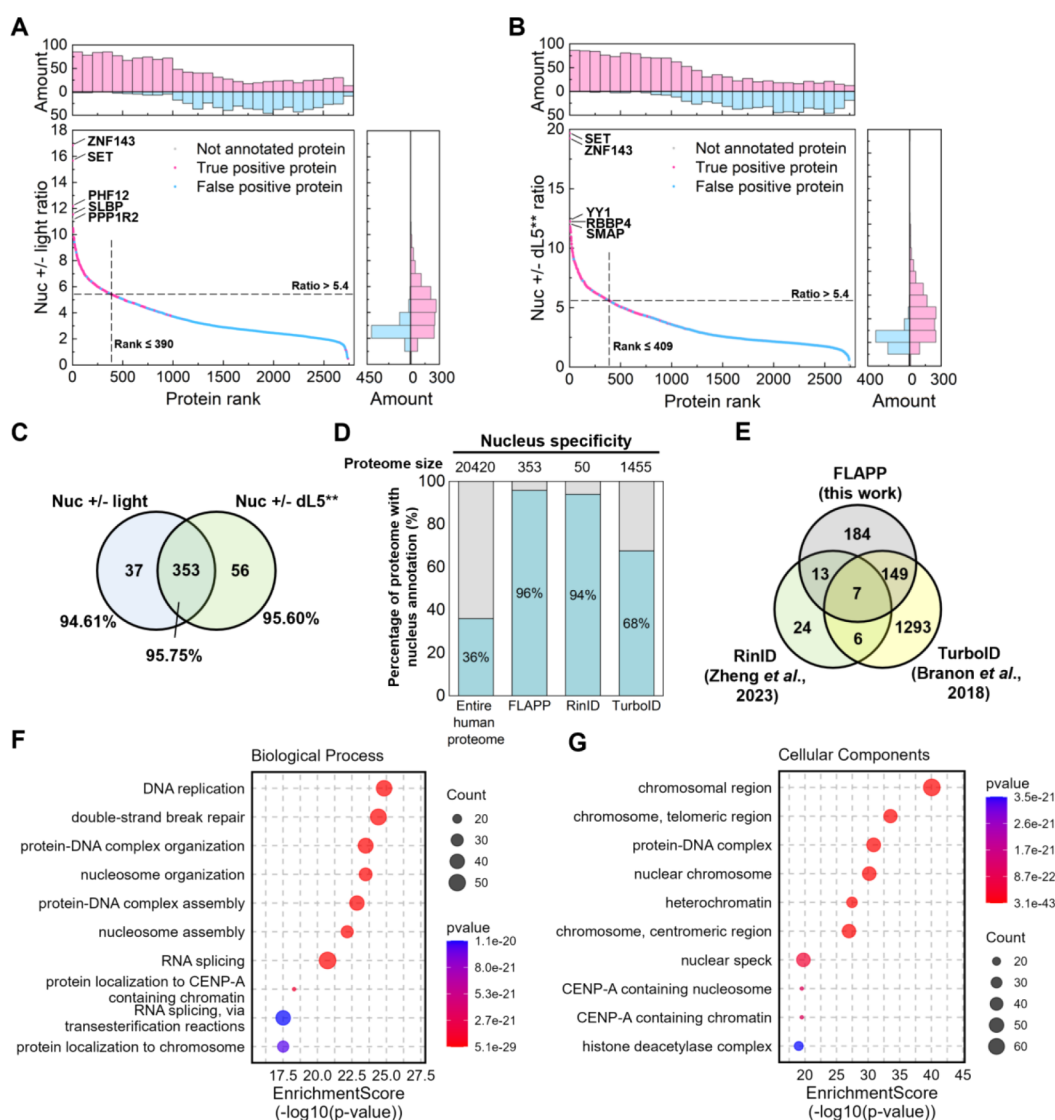 A
100
50
0
50
Amount
18
16
14
12
10
8
6
4
2
0
Nuc +/- light ratio
ZNF143
SET
PHF12
SLBP
PPP1R2
Not annotated protein
True positive protein
False positive protein
Ratio > 5.4
Rank ≤ 390
0 500 1000 1500 2000 2500
Protein rank
450 0 300
Amount
B
100
50
0
50
Amount
20
15
10
5
0
Nuc +/- dL5** ratio
SET
ZNF143
YY1
RBBP4
SMAP
Not annotated protein
True positive protein
False positive protein
Ratio > 5.4
Rank ≤ 409
0 500 1000 1500 2000 2500
Protein rank
400 0 300
Amount
C
Nuc +/- light
Nuc +/- dL5**
37 353 56
94.61%
95.60%
95.75%
D
Nucleus specificity
Proteome size 20420 353 50 1455
Percentage of proteome with
nucleus annotation (%)
100
80
60
40
20
0
36%
96%
94%
68%
Entire
human
proteome
FLAPP
RinID
TurboID
E
FLAPP
(this work)
184
13
149
7
24
6
1293
RinID
(Zheng et al.,
2023)
TurboID
(Branon et al.,
2018)
F
Biological Process
DNA replication
double-strand break repair
protein-DNA complex organization
nucleosome organization
protein-DNA complex assembly
nucleosome assembly
RNA splicing
protein localization to CENP-A
containing chromatin
RNA splicing, via
transesterification reactions
protein localization to chromosome
17.5 20.0 22.5 25.0 27.5
EnrichmentScore
(-log10(p-value))
Count
20
30
40
50
pvalue
1.1e-20
8.0e-21
5.3e-21
2.7e-21
5.1e-29
G
Cellular Components
chromosomal region
chromosome, telomeric region
protein-DNA complex
nuclear chromosome
heterochromatin
chromosome, centromeric region
nuclear speck
CENP-A containing nucleosome
CENP-A containing chromatin
histone deacetylase complex
20 25 30 35 40 45
EnrichmentScore
(-log10(p-value))
pvalue
3.5e-21
2.6e-21
1.7e-21
8.7e-22
3.1e-43
Count
20
30
40
50
60